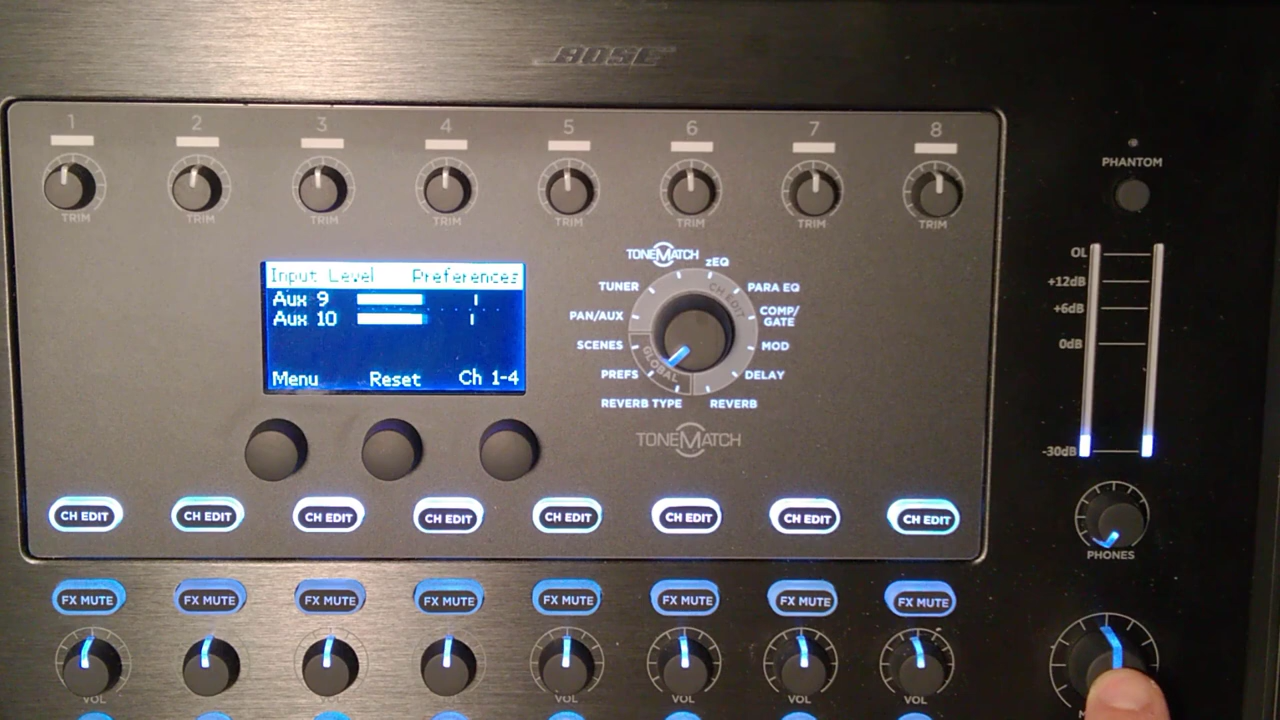 BOSE
1 2 3 4 5 6 7 8
TRIM TRIM TRIM TRIM TRIM TRIM TRIM TRIM
PHANTOM
Input Level Preferences
Aux 9
Aux 10
Menu Reset Ch 1-4
TONEMATCH
zEQ
TUNER
PARA EQ
PAN/AUX
COMP/
GATE
SCENES
MOD
PREFS
DELAY
REVERB TYPE
REVERB
CH EDIT
GLOBAL
TONEMATCH
OL
+12dB
+6dB
0dB
-30dB
PHONES
CH EDIT CH EDIT CH EDIT CH EDIT CH EDIT CH EDIT CH EDIT CH EDIT
FX MUTE FX MUTE FX MUTE FX MUTE FX MUTE FX MUTE FX MUTE FX MUTE
VOL VOL VOL VOL VOL VOL VOL VOL